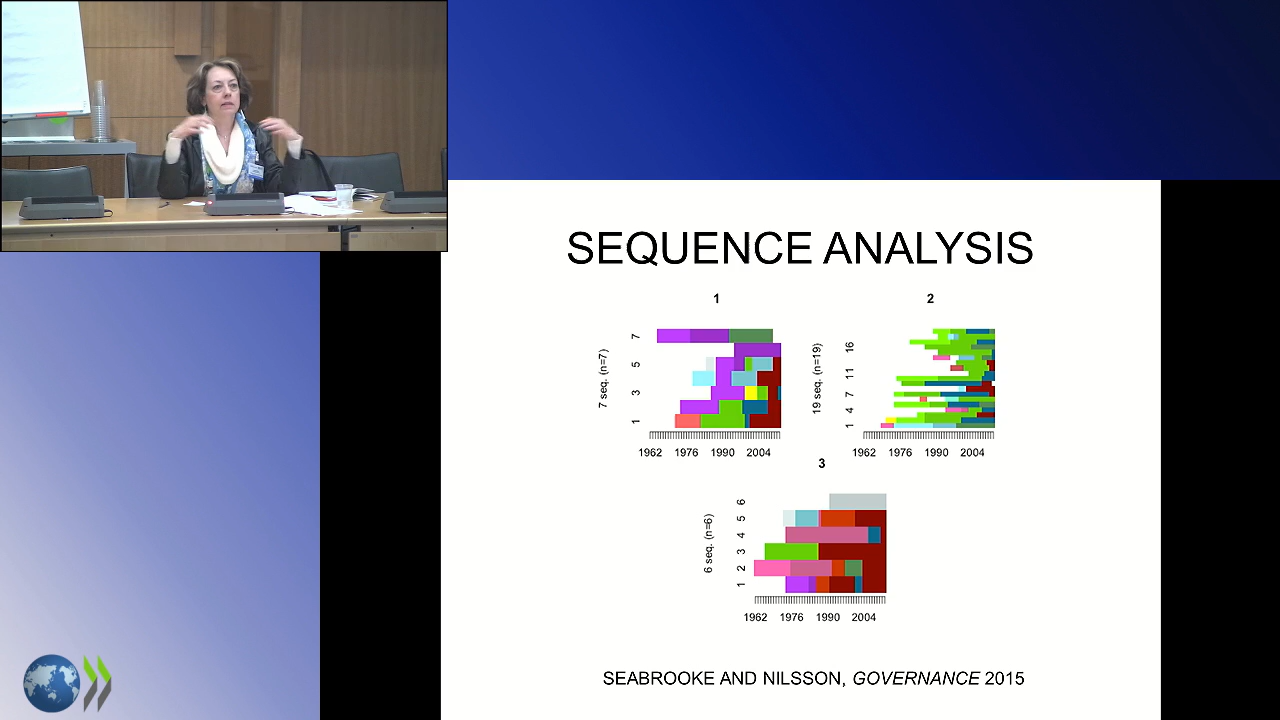 SEQUENCE ANALYSIS
1
7 seq. (n=7)
7
5
3
1
1962 1976 1990 2004
2
19 seq. (n=19)
16
11
7
4
1
1962 1976 1990 2004
3
6 seq. (n=6)
6
5
4
3
2
1
1962 1976 1990 2004
SEABROOKE AND NILSSON, GOVERNANCE 2015